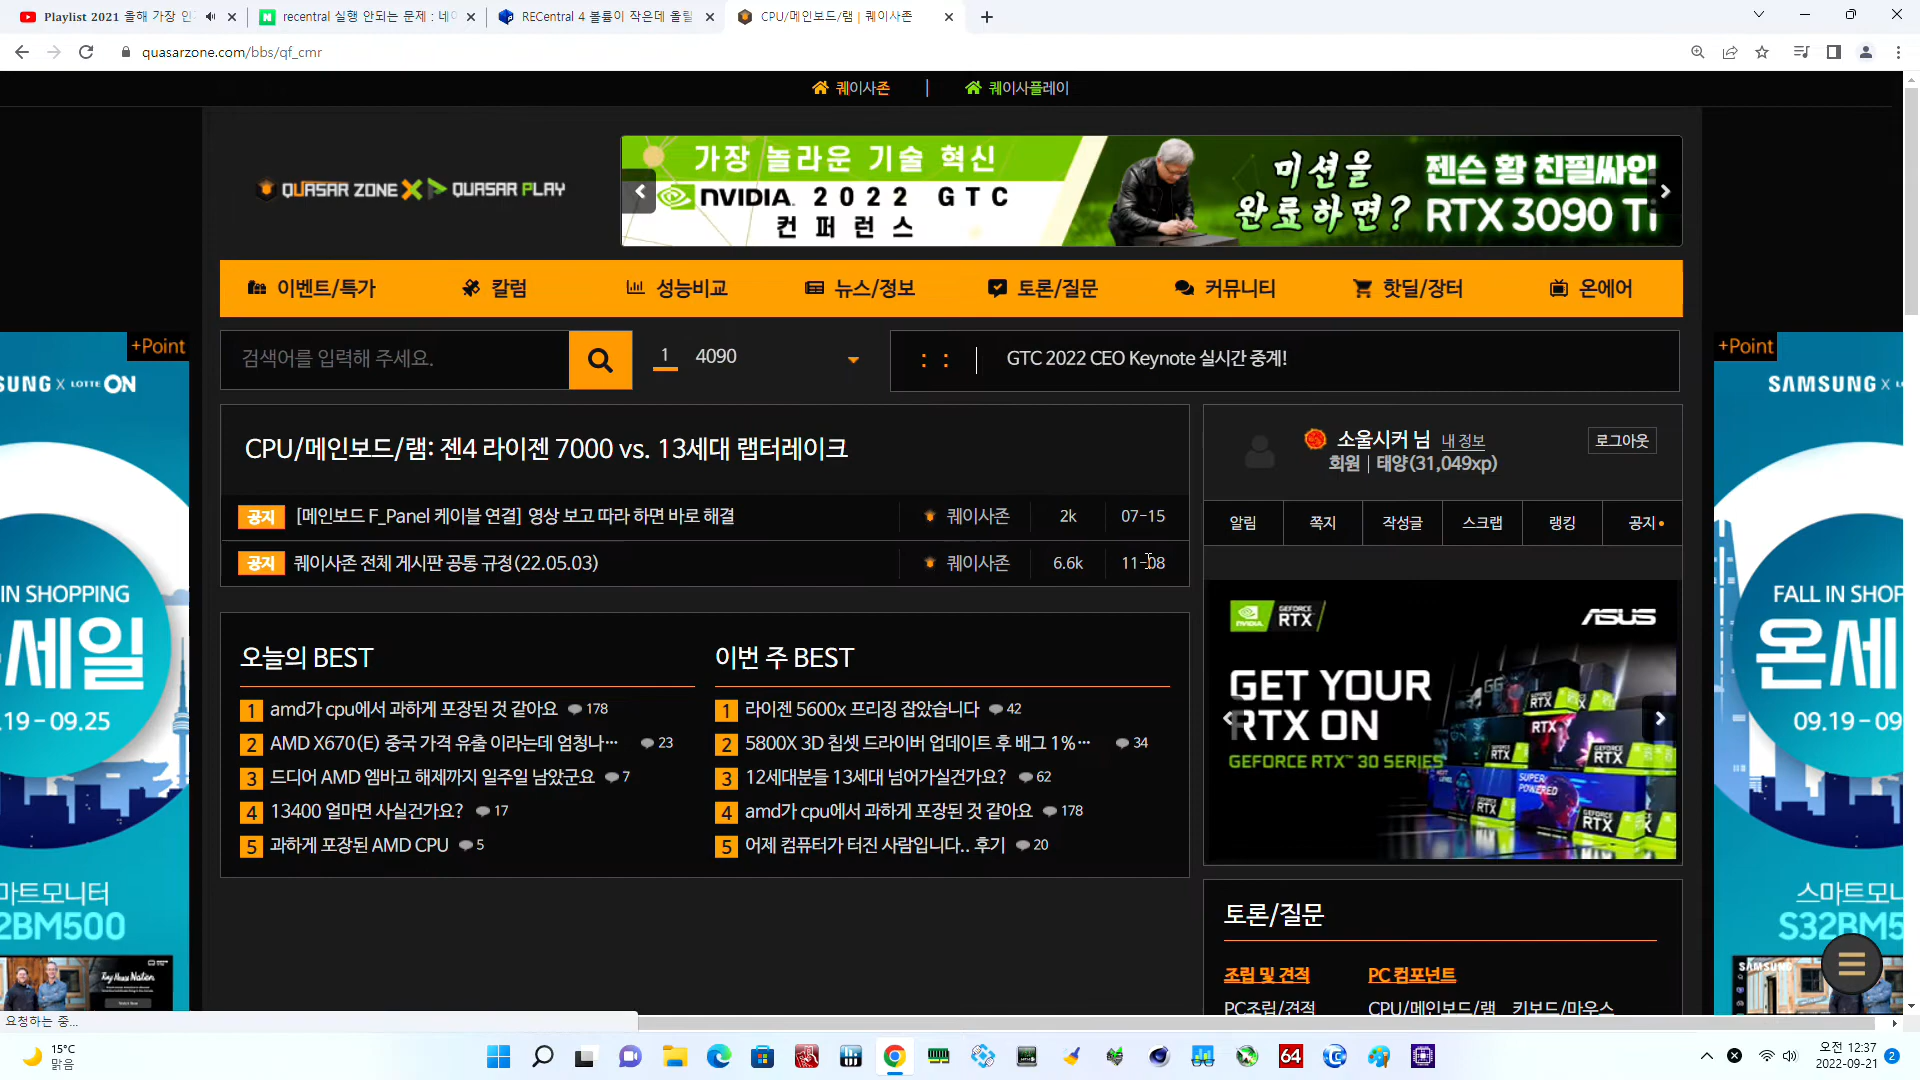 Playlist 2021 올해 가장 인
recentral 실행 안되는 문제 : 네이
RECentral 4 볼륨이 작은데 올릴
CPU/메인보드/램 | 퀘이사존
quasarzone.com/bbs/qf_cmr
퀘이사존 | 퀘이사플레이
QUASAR ZONE X QUASAR PLAY
가장 놀라운 기술 혁신
NVIDIA. 2022 GTC
컨퍼런스
미션을
완료하면?
젠슨 황 친필싸인
RTX 3090 Ti
이벤트/특가 칼럼 성능비교 뉴스/정보 토론/질문 커뮤니티 핫딜/장터 온에어
검색어를 입력해 주세요.
1 4090
: : GTC 2022 CEO Keynote 실시간 중계!
CPU/메인보드/램: 젠4 라이젠 7000 vs. 13세대 랩터레이크
공지 [메인보드 F_Panel 케이블 연결] 영상 보고 따라 하면 바로 해결 퀘이사존 2k 07-15
공지 퀘이사존 전체 게시판 공통 규정(22.05.03) 퀘이사존 6.6k 11-08
소울시커 님 내 정보
회원 | 태양(31,049xp)
로그아웃
알림 쪽지 작성글 스크랩 랭킹 공지
오늘의 BEST
1 amd가 cpu에서 과하게 포장된 것 같아요 178
2 AMD X670(E) 중국 가격 유출 이라는데 엄청나··· 23
3 드디어 AMD 엠바고 해제까지 일주일 남았군요 7
4 13400 얼마면 사실건가요? 17
5 과하게 포장된 AMD CPU 5
이번 주 BEST
1 라이젠 5600x 프리징 잡았습니다 42
2 5800X 3D 칩셋 드라이버 업데이트 후 배그 1%··· 34
3 12세대분들 13세대 넘어가실건가요? 62
4 amd가 cpu에서 과하게 포장된 것 같아요 178
5 어제 컴퓨터가 터진 사람입니다.. 후기 20
NVIDIA GEFORCE RTX
ASUS
GET YOUR
RTX ON
GEFORCE RTX™ 30 SERIES
토론/질문
조립 및 견적 PC 컴포넌트
PC조립/견적 CPU/메인보드/램 키보드/마우스
+Point
SUNG X LOTTE ON
IN SHOPPING
세일
.19 – 09.25
마트모니터
2BM500
Tiny House Nation
+Point
SAMSUNG X
FALL IN SHOP
온세
09.19 – 09
스마트모니
S32BM5
SAMSUNG
요청하는 중...
15°C
맑음
64
오전 12:37
2022-09-21
2